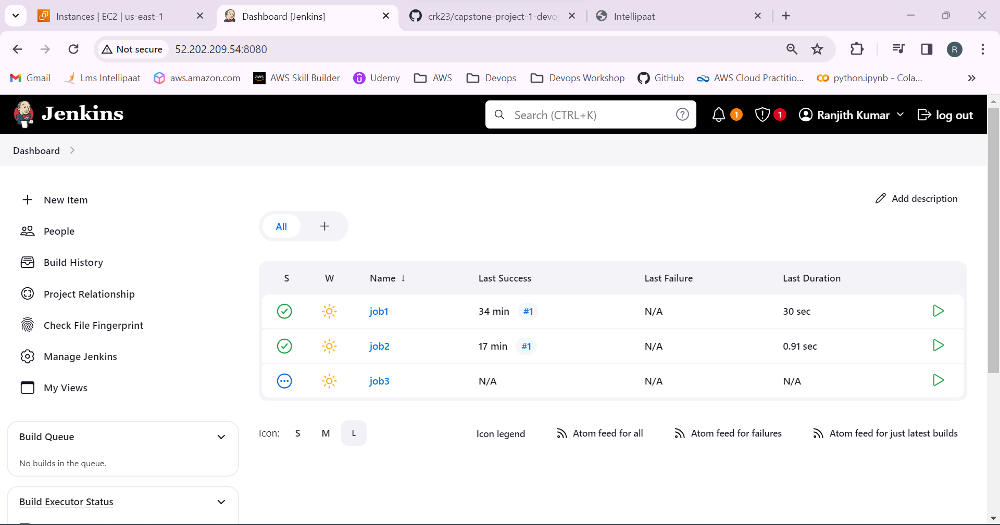 Instances | EC2 | us-east-1
Dashboard [Jenkins]
crk23/capstone-project-1-devo
Intellipaat
Not secure
52.202.209.54:8080
R
Gmail
Lms Intellipaat
aws.amazon.com
aws
AWS Skill Builder
Udemy
AWS
Devops
Devops Workshop
GitHub
AWS Cloud Practitio...
python.ipynb - Cola...
Jenkins
Search (CTRL+K)
1
1
Ranjith Kumar
log out
Dashboard
New Item
People
Build History
Project Relationship
Check File Fingerprint
Manage Jenkins
My Views
Build Queue
No builds in the queue.
Build Executor Status
Add description
All
S W Name ↓ Last Success Last Failure Last Duration
job1 34 min #1 N/A 30 sec
job2 17 min #1 N/A 0.91 sec
job3 N/A N/A N/A
Icon: S M L
Icon legend
Atom feed for all
Atom feed for failures
Atom feed for just latest builds